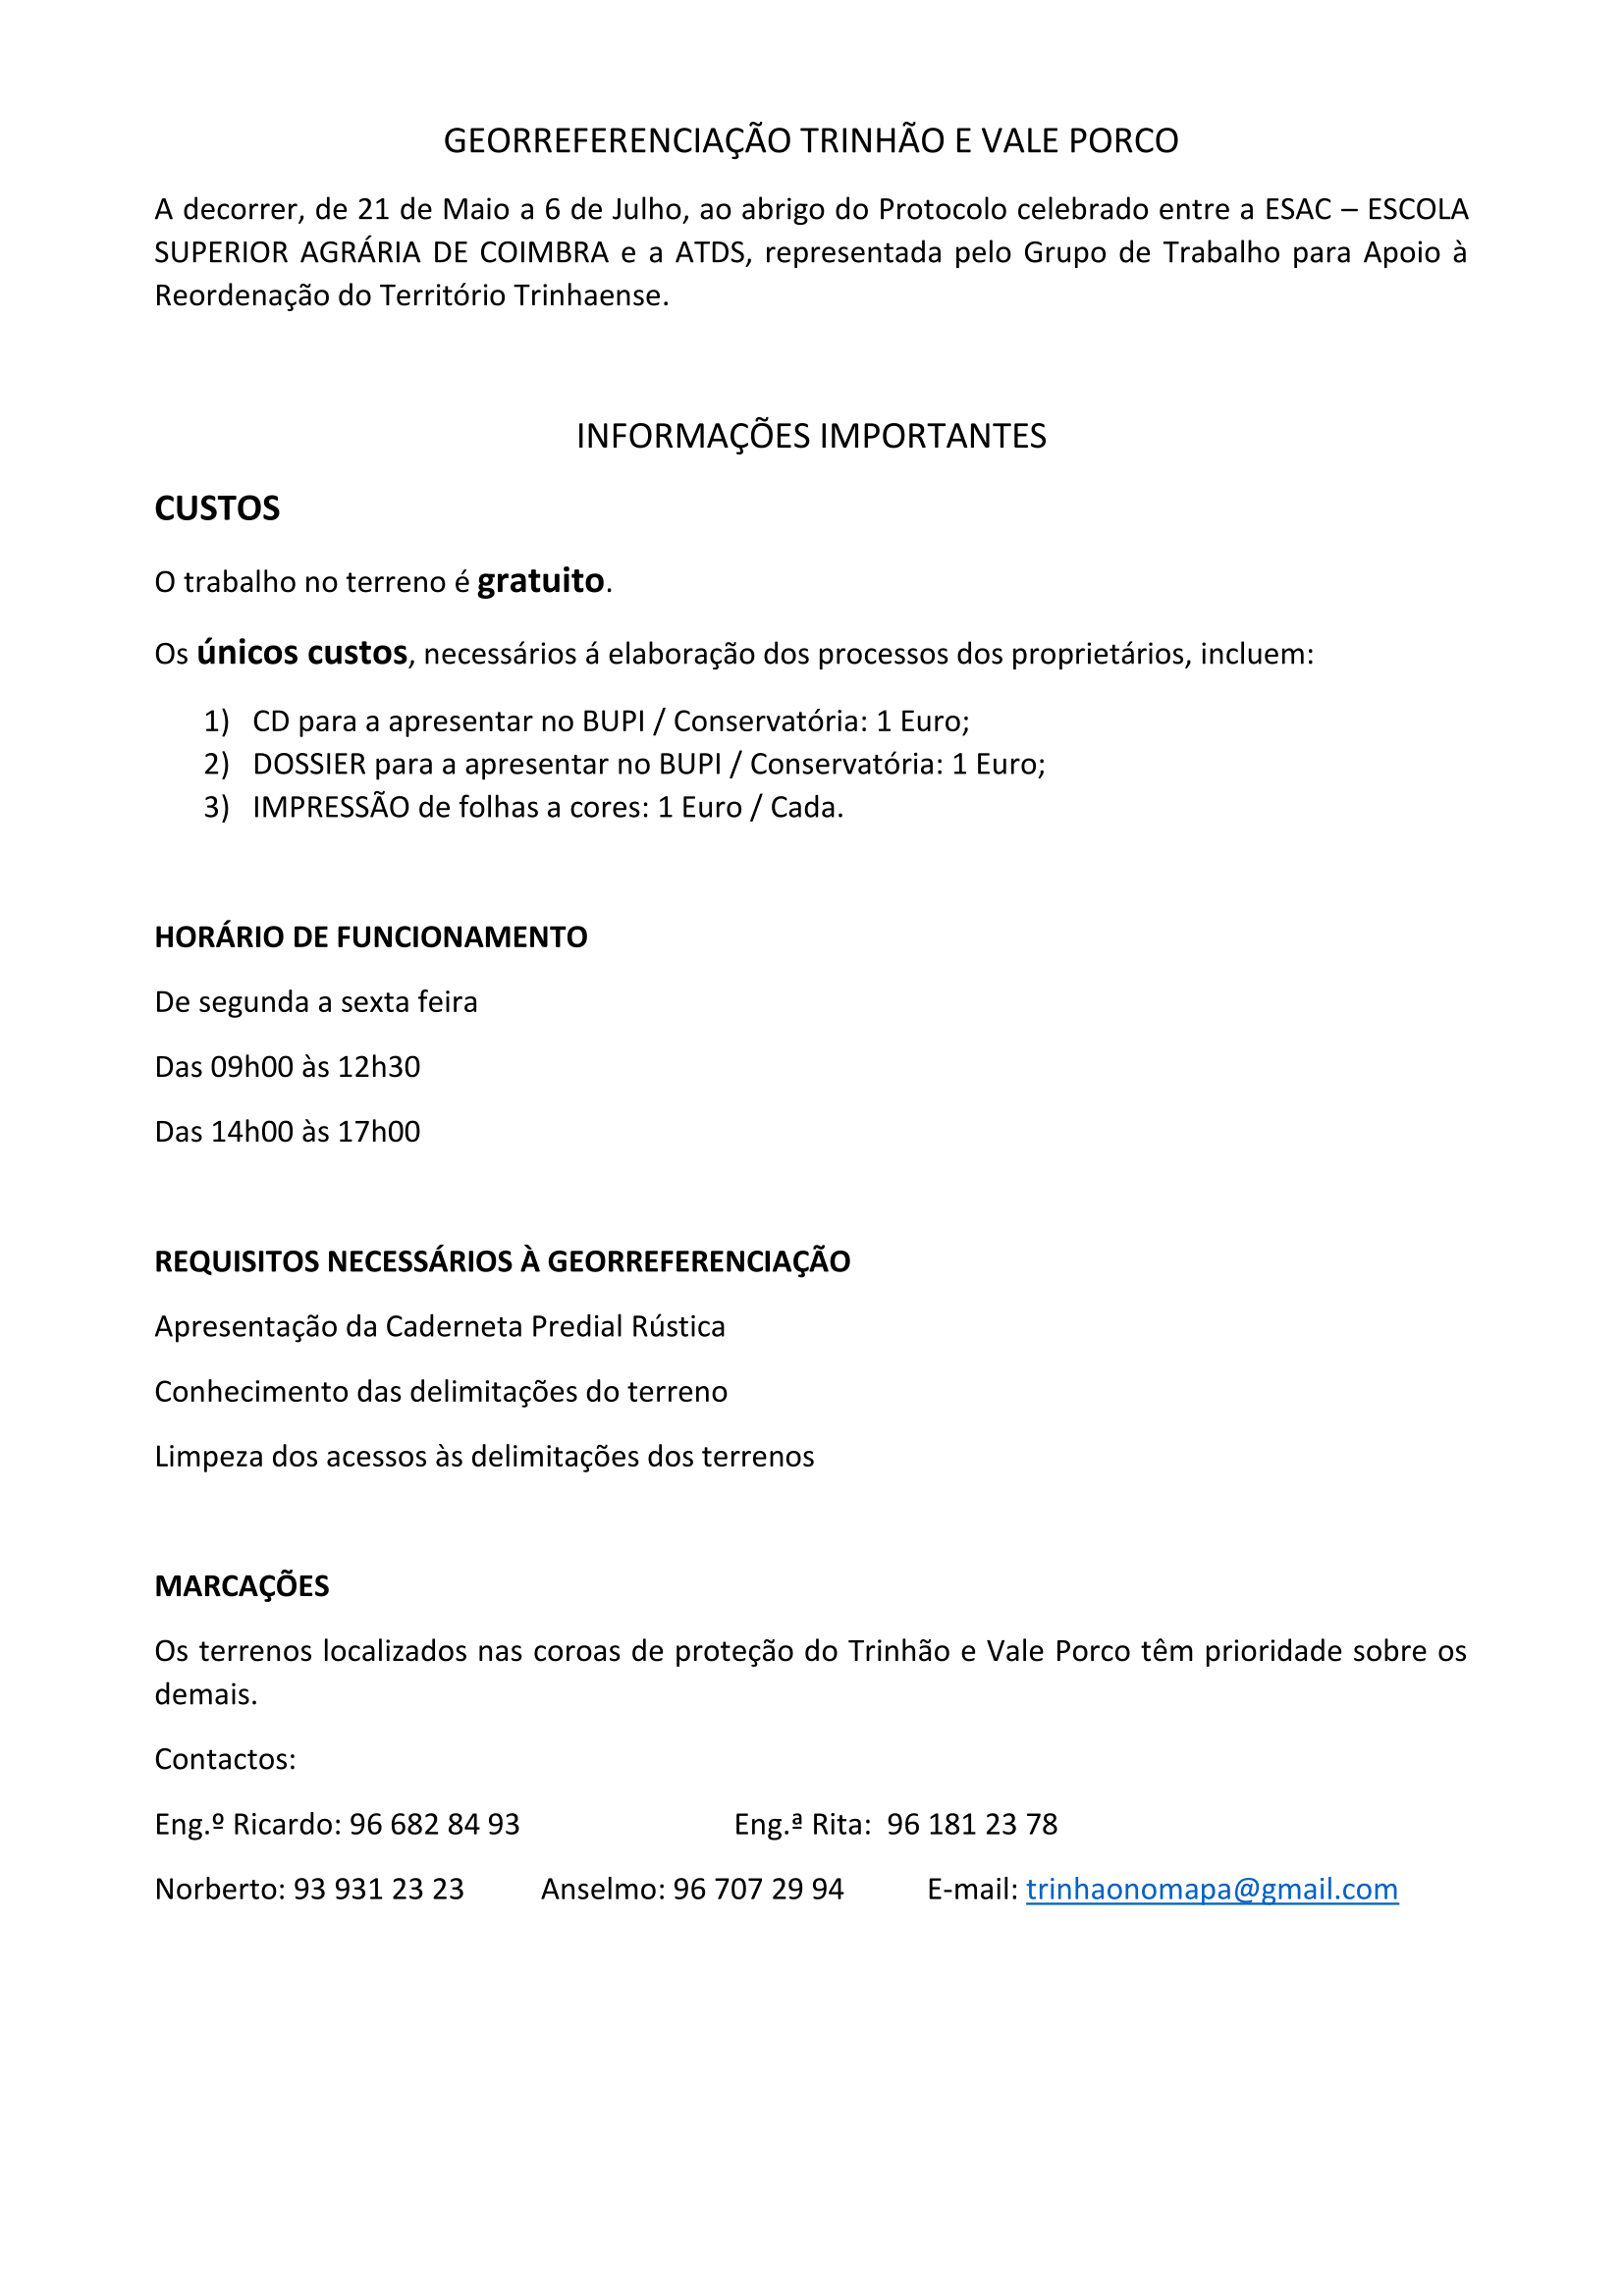 GEORREFERENCIAÇÃO TRINHÃO E VALE PORCO
A decorrer, de 21 de Maio a 6 de Julho, ao abrigo do Protocolo celebrado entre a ESAC – ESCOLA
SUPERIOR AGRÁRIA DE COIMBRA e a ATDS, representada pelo Grupo de Trabalho para Apoio à
Reordenação do Território Trinhaense.
INFORMAÇÕES IMPORTANTES
CUSTOS
O trabalho no terreno é gratuito.
Os únicos custos, necessários á elaboração dos processos dos proprietários, incluem:
1) CD para a apresentar no BUPI / Conservatória: 1 Euro;
2) DOSSIER para a apresentar no BUPI / Conservatória: 1 Euro;
3) IMPRESSÃO de folhas a cores: 1 Euro / Cada.
HORÁRIO DE FUNCIONAMENTO
De segunda a sexta feira
Das 09h00 às 12h30
Das 14h00 às 17h00
REQUISITOS NECESSÁRIOS À GEORREFERENCIAÇÃO
Apresentação da Caderneta Predial Rústica
Conhecimento das delimitações do terreno
Limpeza dos acessos às delimitações dos terrenos
MARCAÇÕES
Os terrenos localizados nas coroas de proteção do Trinhão e Vale Porco têm prioridade sobre os
demais.
Contactos:
Eng.º Ricardo: 96 682 84 93 Eng.ª Rita: 96 181 23 78
Norberto: 93 931 23 23 Anselmo: 96 707 29 94 E-mail: trinhaonomapa@gmail.com